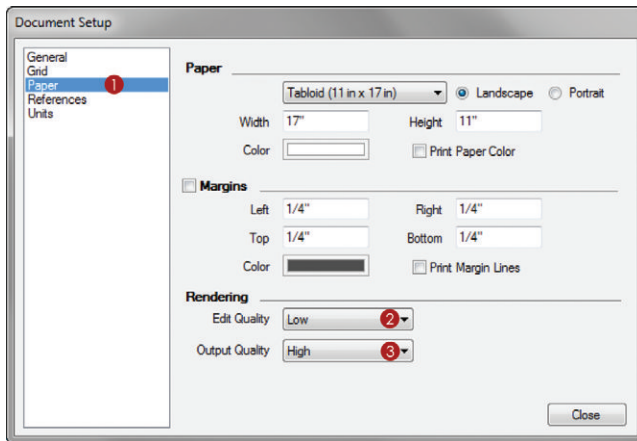 Document Setup
General
Grid
Paper 1
References
Units
Paper
Tabloid (11 in x 17 in) Landscape Portrait
Width 17" Height 11"
Color Print Paper Color
Margins
Left 1/4" Right 1/4"
Top 1/4" Bottom 1/4"
Color Print Margin Lines
Rendering
Edit Quality Low 2
Output Quality High 3
Close